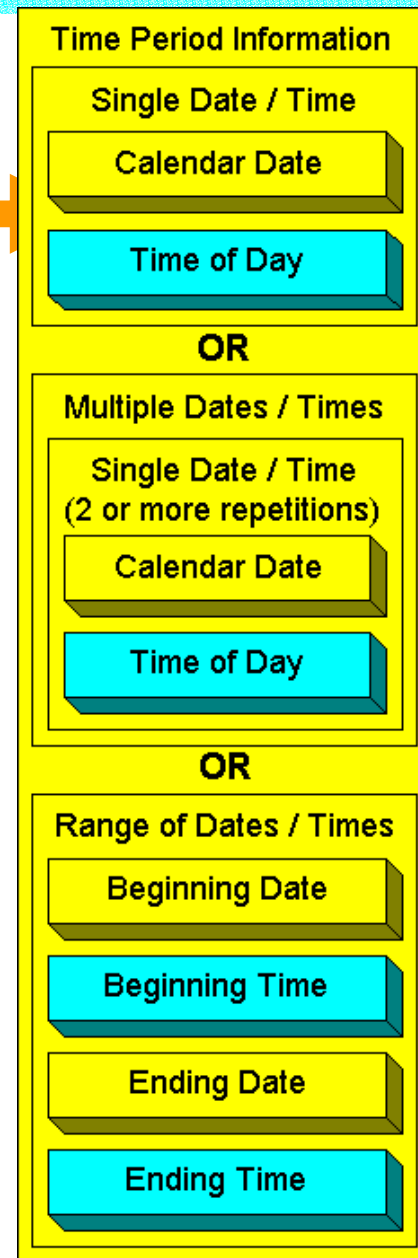 Time Period Information
Single Date / Time
Calendar Date
Time of Day
OR
Multiple Dates / Times
Single Date / Time
(2 or more repetitions)
Calendar Date
Time of Day
OR
Range of Dates / Times
Beginning Date
Beginning Time
Ending Date
Ending Time